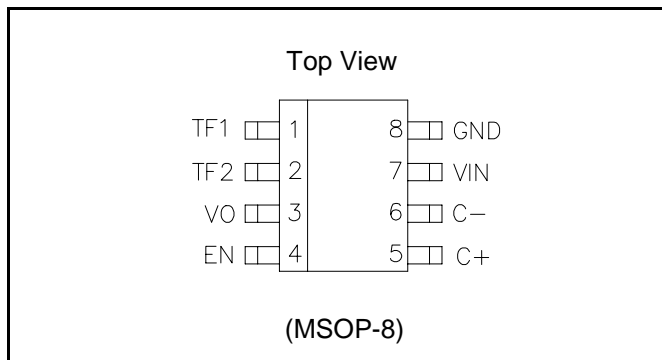 Top View
TF1 1 8 GND
TF2 2 7 VIN
VO 3 6 C−
EN 4 5 C+
(MSOP-8)